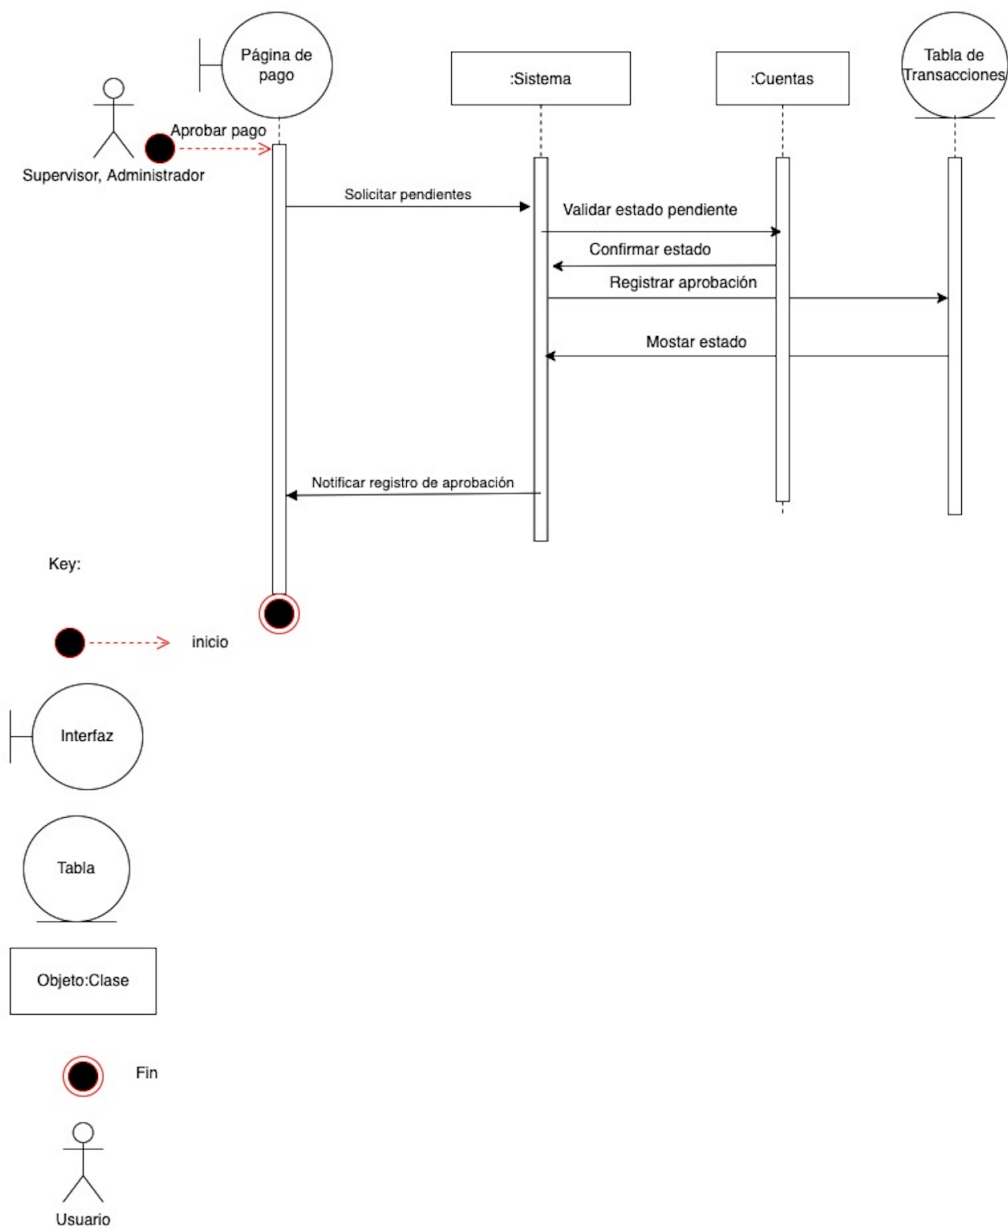 Página de
pago
:Sistema
:Cuentas
Tabla de
Transacciones
Aprobar pago
Supervisor, Administrador
Solicitar pendientes
Validar estado pendiente
Confirmar estado
Registrar aprobación
Mostar estado
Notificar registro de aprobación
Key:
inicio
Interfaz
Tabla
Objeto:Clase
Fin
Usuario